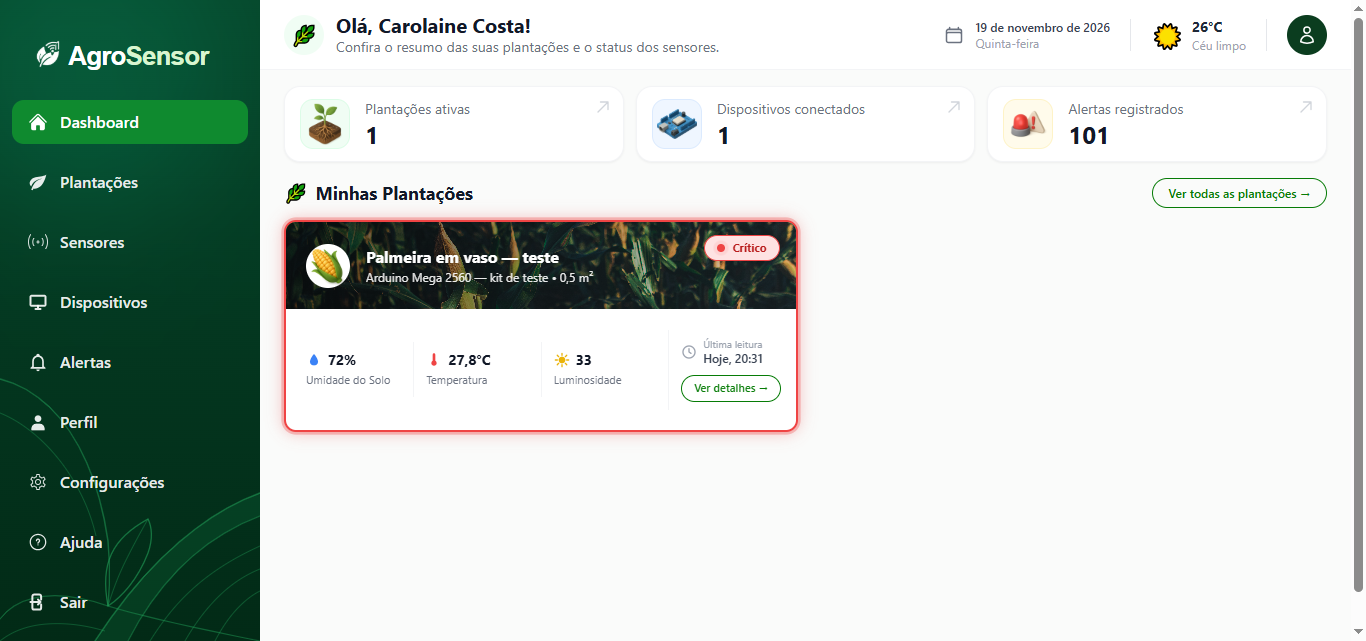 AgroSensor
Dashboard
Plantações
Sensores
Dispositivos
Alertas
Perfil
Configurações
Ajuda
Sair
Olá, Carolaine Costa!
Confira o resumo das suas plantações e o status dos sensores.
19 de novembro de 2026
Quinta-feira
26°C
Céu limpo
Plantações ativas
1
Dispositivos conectados
1
Alertas registrados
101
Minhas Plantações
Ver todas as plantações →
Palmeira em vaso — teste
Arduino Mega 2560 — kit de teste • 0,5 m²
Crítico
72%
Umidade do Solo
27,8°C
Temperatura
33
Luminosidade
Última leitura
Hoje, 20:31
Ver detalhes →